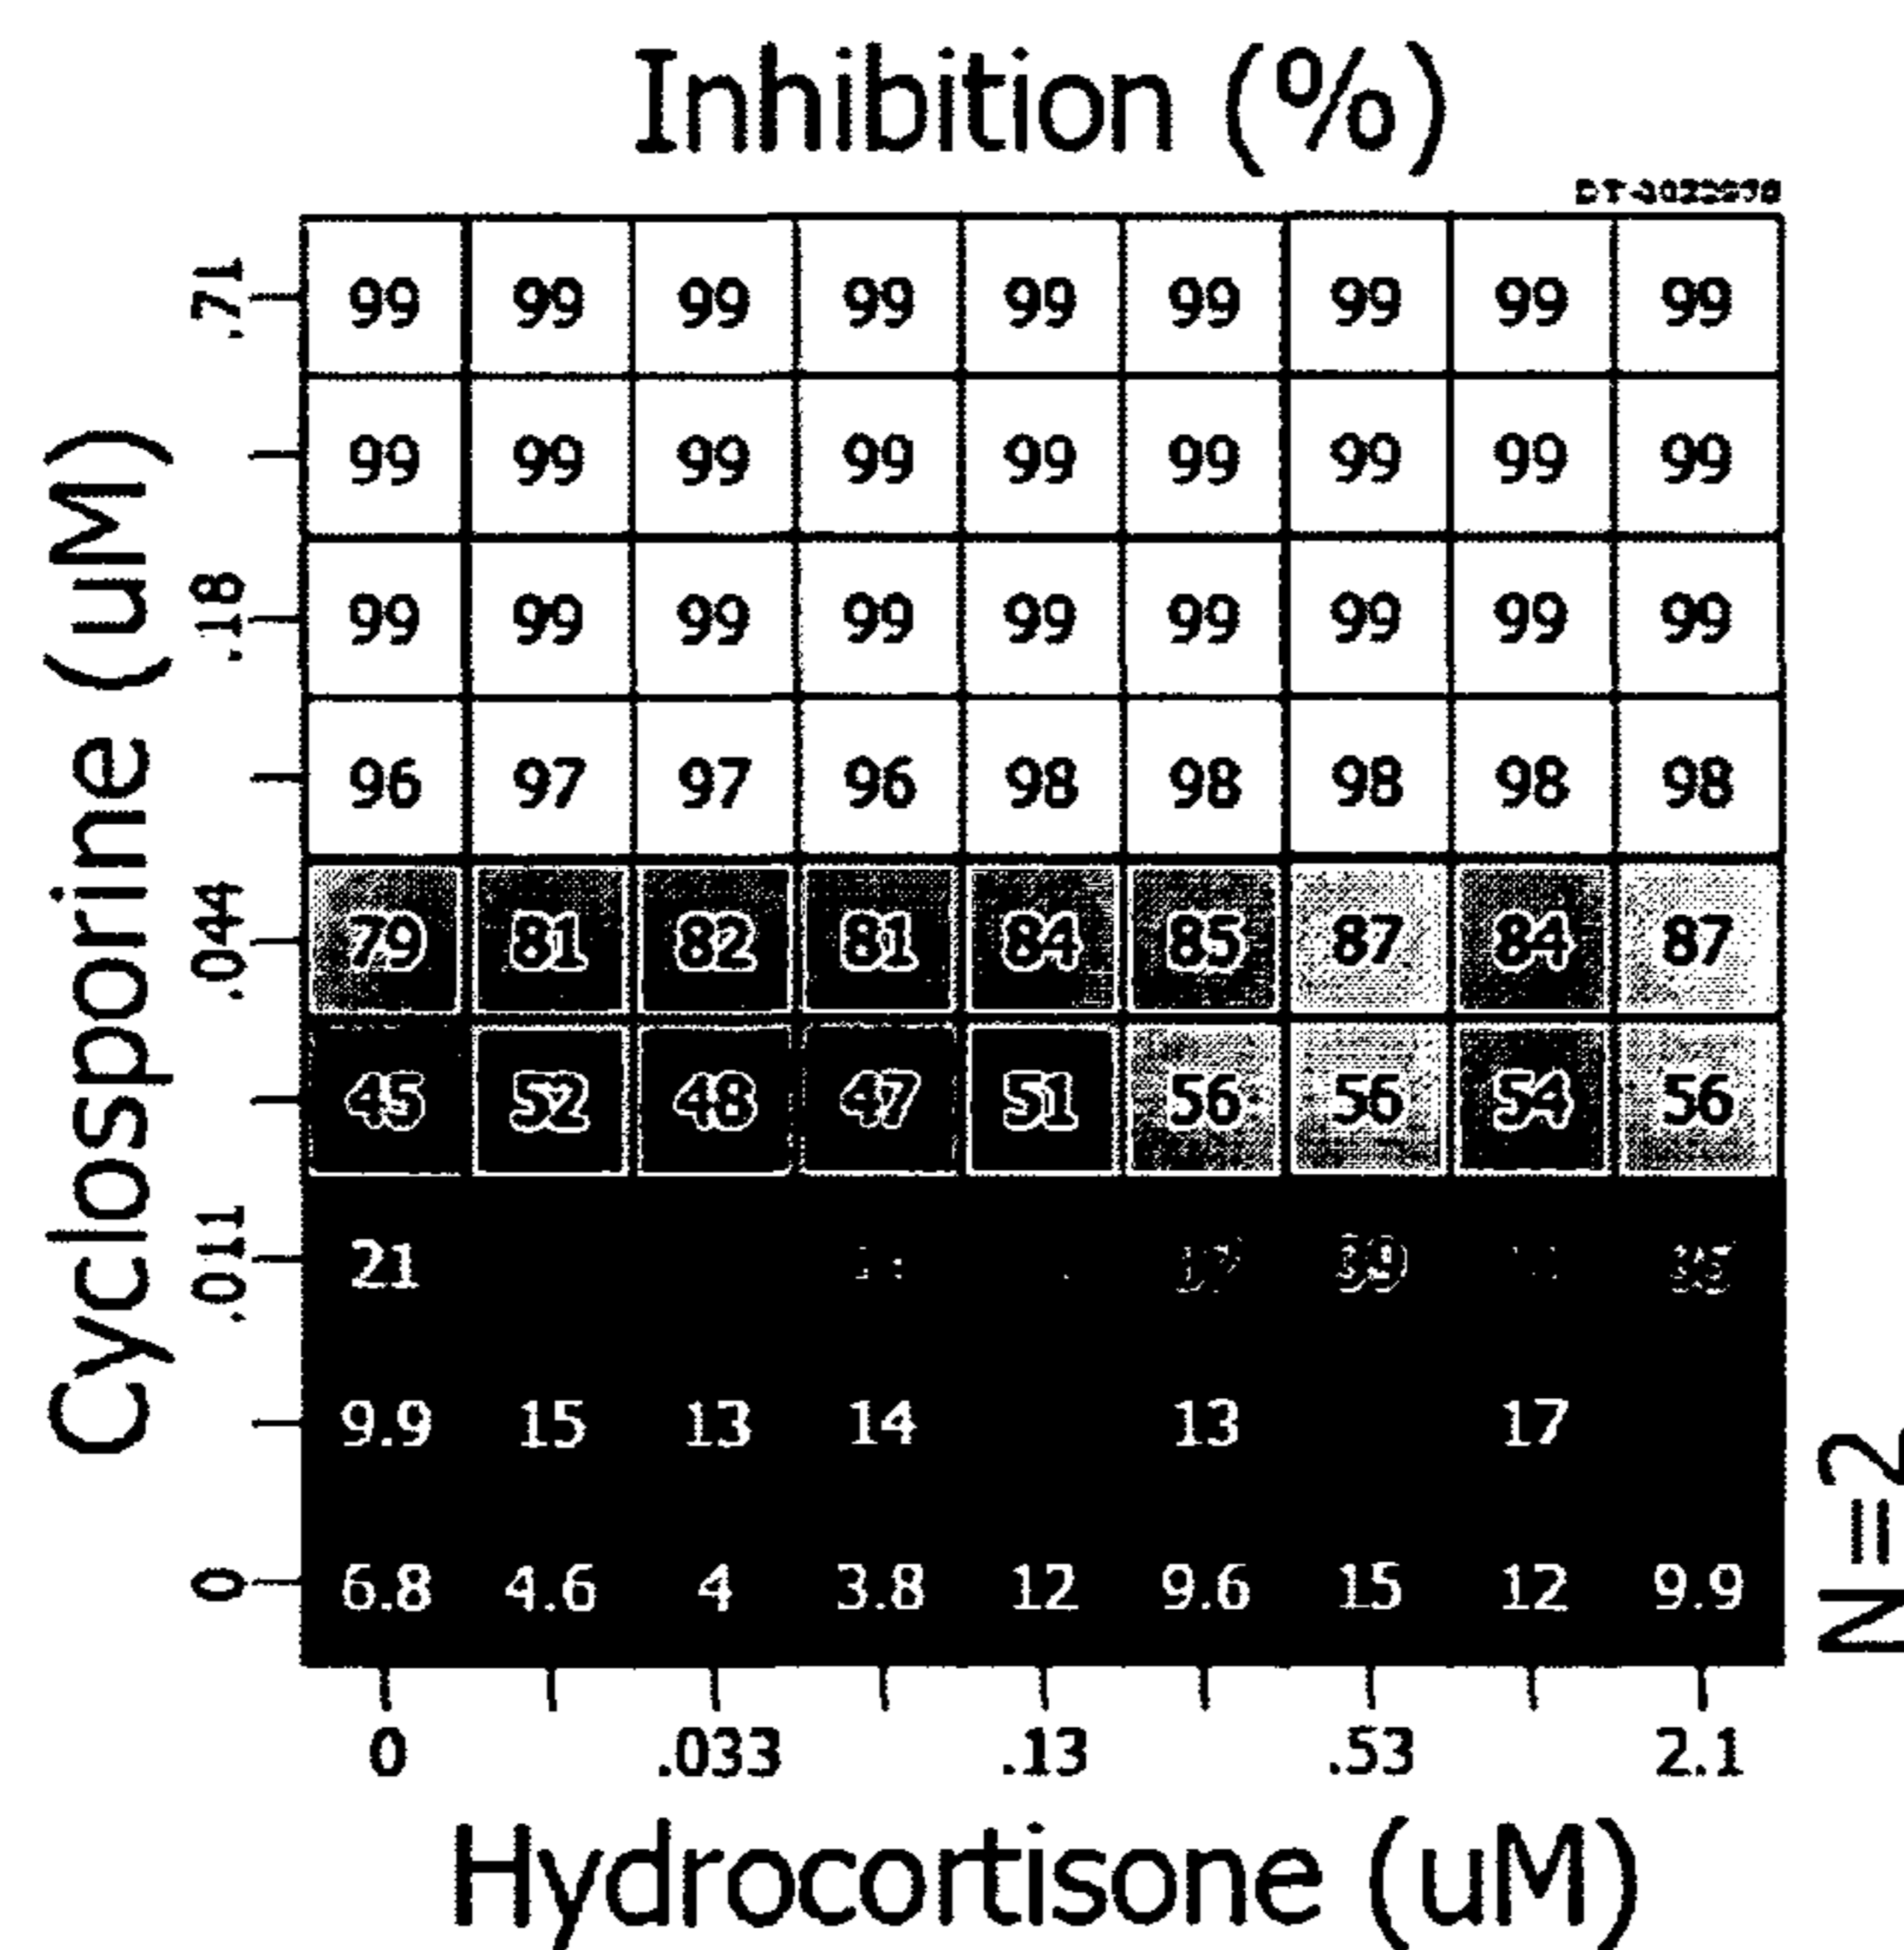 Inhibition (%)
.71 99 99 99 99 99 99 99 99 99
99 99 99 99 99 99 99 99 99
.18 99 99 99 99 99 99 99 99 99
96 97 97 96 98 98 98 98 98
.044 79 81 82 81 84 85 87 84 87
45 52 48 47 51 56 56 54 56
.011 21 39
9.9 15 13 14 13 17
0 6.8 4.6 4 3.8 12 9.6 15 12 9.9
0 .033 .13 .53 2.1
Cyclosporine (uM)
Hydrocortisone (uM)
N=2